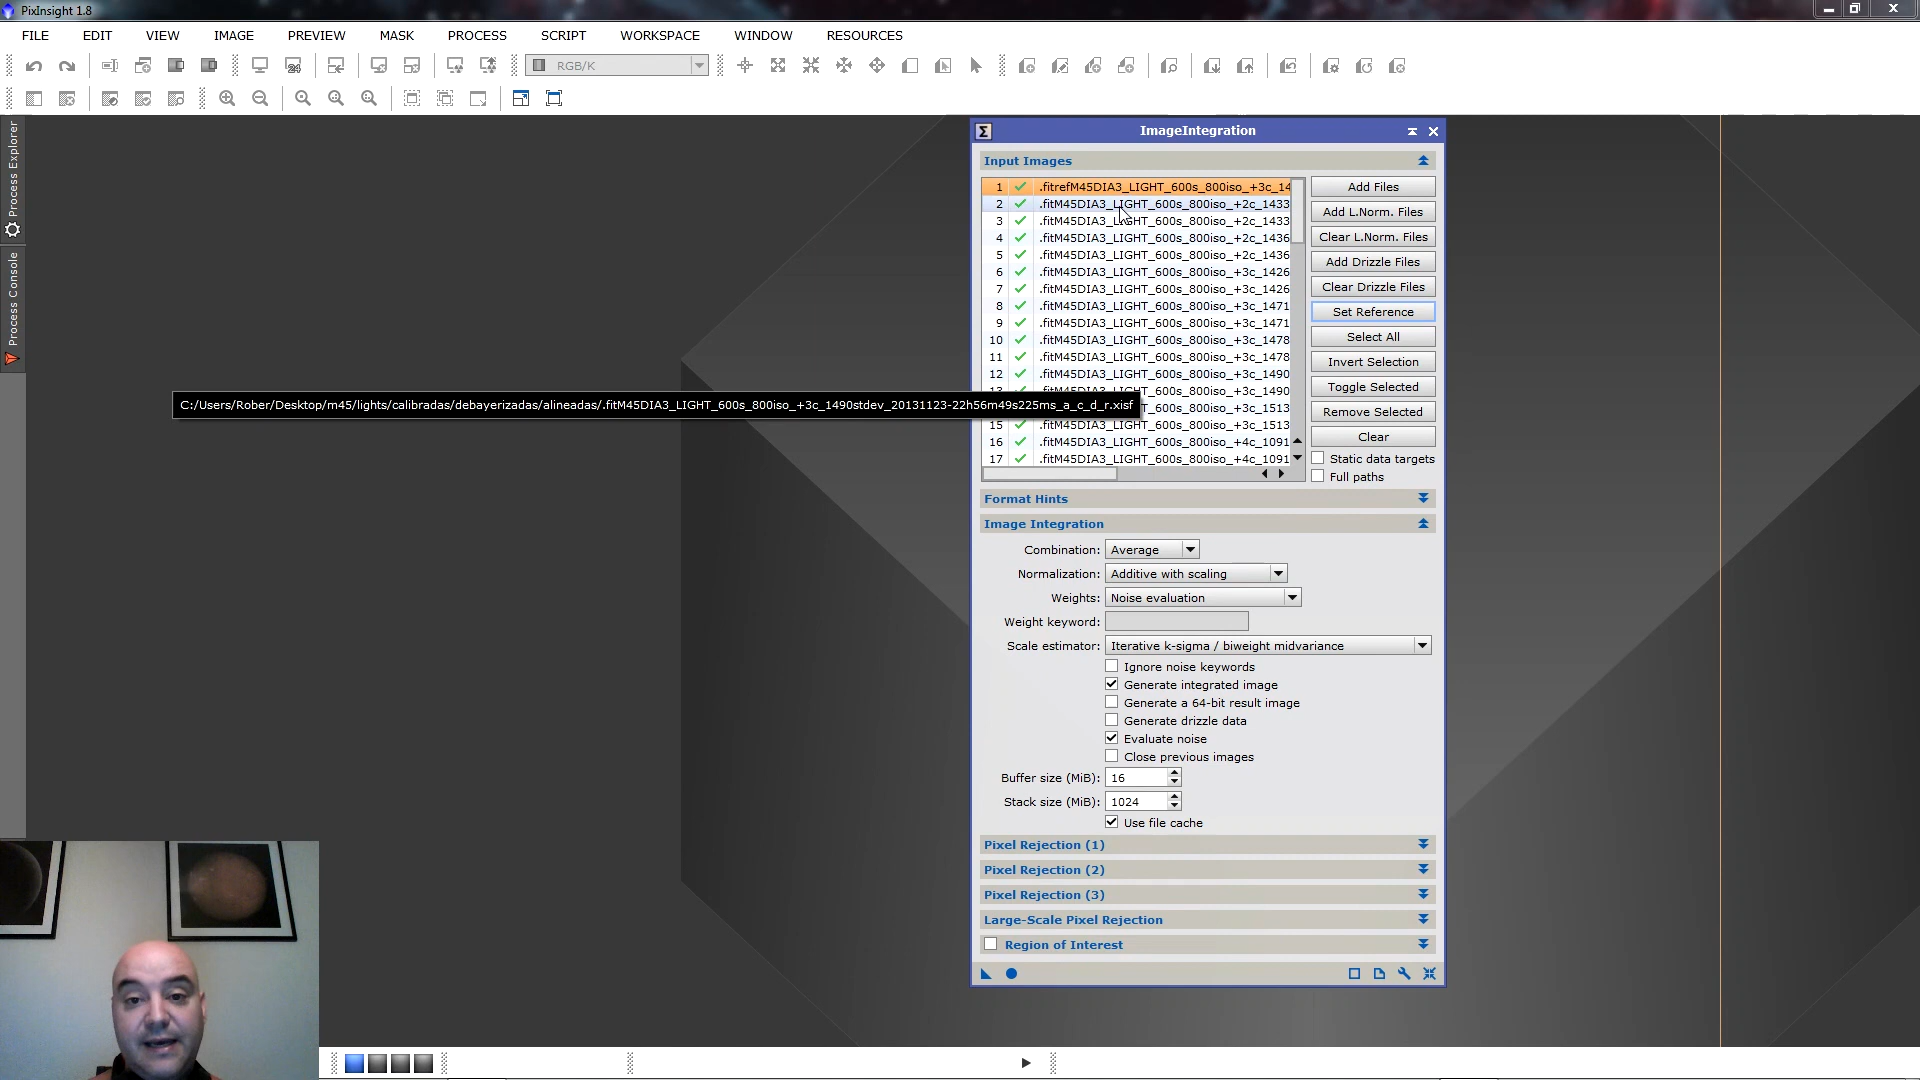 PixInsight 1.8
FILE EDIT VIEW IMAGE PREVIEW MASK PROCESS SCRIPT WORKSPACE WINDOW RESOURCES
RGB/K
Process Explorer
Process Console
ImageIntegration
Input Images
1 .fitrefM45DIA3_LIGHT_600s_800iso_+3c_14
2 .fitM45DIA3_LIGHT_600s_800iso_+2c_1433
3 .fitM45DIA3_LIGHT_600s_800iso_+2c_1433
4 .fitM45DIA3_LIGHT_600s_800iso_+2c_1436
5 .fitM45DIA3_LIGHT_600s_800iso_+2c_1436
6 .fitM45DIA3_LIGHT_600s_800iso_+3c_1426
7 .fitM45DIA3_LIGHT_600s_800iso_+3c_1426
8 .fitM45DIA3_LIGHT_600s_800iso_+3c_1471
9 .fitM45DIA3_LIGHT_600s_800iso_+3c_1471
10 .fitM45DIA3_LIGHT_600s_800iso_+3c_1478
11 .fitM45DIA3_LIGHT_600s_800iso_+3c_1478
12 .fitM45DIA3_LIGHT_600s_800iso_+3c_1490
C:/Users/Rober/Desktop/m45/lights/calibradas/debayerizadas/alineadas/.fitM45DIA3_LIGHT_600s_800iso_+3c_1490stdev_20131123-22h56m49s225ms_a_c_d_r.xisf
15 .fitM45DIA3_LIGHT_600s_800iso_+3c_1513
16 .fitM45DIA3_LIGHT_600s_800iso_+4c_1091
17 .fitM45DIA3_LIGHT_600s_800iso_+4c_1091
Add Files
Add L.Norm. Files
Clear L.Norm. Files
Add Drizzle Files
Clear Drizzle Files
Set Reference
Select All
Invert Selection
Toggle Selected
Remove Selected
Clear
Static data targets
Full paths
Format Hints
Image Integration
Combination: Average
Normalization: Additive with scaling
Weights: Noise evaluation
Weight keyword:
Scale estimator: Iterative k-sigma / biweight midvariance
Ignore noise keywords
Generate integrated image
Generate a 64-bit result image
Generate drizzle data
Evaluate noise
Close previous images
Buffer size (MiB): 16
Stack size (MiB): 1024
Use file cache
Pixel Rejection (1)
Pixel Rejection (2)
Pixel Rejection (3)
Large-Scale Pixel Rejection
Region of Interest